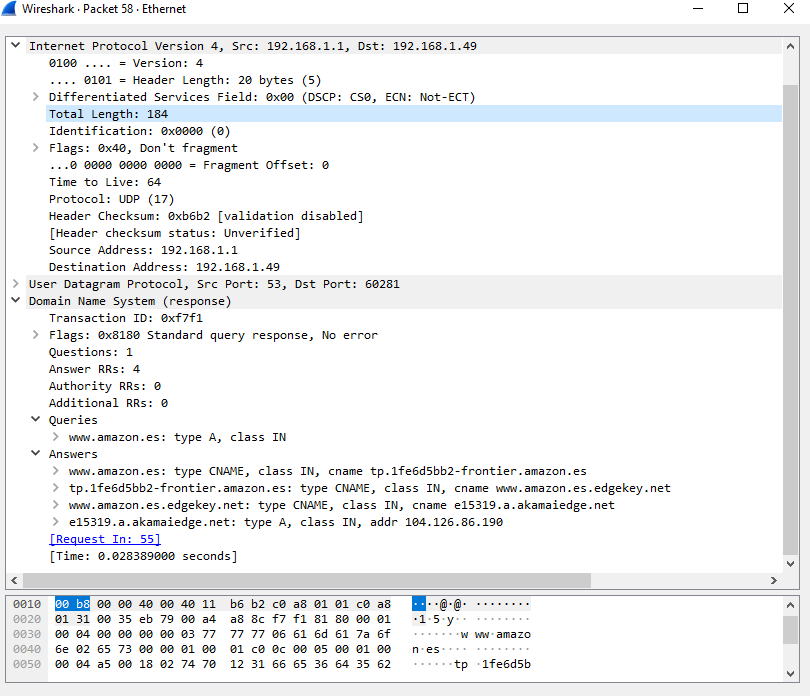 Wireshark · Packet 58 · Ethernet
Internet Protocol Version 4, Src: 192.168.1.1, Dst: 192.168.1.49
0100 .... = Version: 4
.... 0101 = Header Length: 20 bytes (5)
Differentiated Services Field: 0x00 (DSCP: CS0, ECN: Not-ECT)
Total Length: 184
Identification: 0x0000 (0)
Flags: 0x40, Don't fragment
...0 0000 0000 0000 = Fragment Offset: 0
Time to Live: 64
Protocol: UDP (17)
Header Checksum: 0xb6b2 [validation disabled]
[Header checksum status: Unverified]
Source Address: 192.168.1.1
Destination Address: 192.168.1.49
User Datagram Protocol, Src Port: 53, Dst Port: 60281
Domain Name System (response)
Transaction ID: 0xf7f1
Flags: 0x8180 Standard query response, No error
Questions: 1
Answer RRs: 4
Authority RRs: 0
Additional RRs: 0
Queries
www.amazon.es: type A, class IN
Answers
www.amazon.es: type CNAME, class IN, cname tp.1fe6d5bb2-frontier.amazon.es
tp.1fe6d5bb2-frontier.amazon.es: type CNAME, class IN, cname www.amazon.es.edgekey.net
www.amazon.es.edgekey.net: type CNAME, class IN, cname e15319.a.akamaiedge.net
e15319.a.akamaiedge.net: type A, class IN, addr 104.126.86.190
[Request In: 55]
[Time: 0.028389000 seconds]
0010 00 b8 00 00 40 00 40 11 b6 b2 c0 a8 01 01 c0 a8 ····@·@· ········
0020 01 31 00 35 eb 79 00 a4 a8 8c f7 f1 81 80 00 01 ·1·5·y·· ········
0030 00 04 00 00 00 00 03 77 77 77 06 61 6d 61 7a 6f ·······w ww·amazo
0040 6e 02 65 73 00 00 01 00 01 c0 0c 00 05 00 01 00 n·es···· ········
0050 00 04 a5 00 18 02 74 70 12 31 66 65 36 64 35 62 ······tp ·1fe6d5b